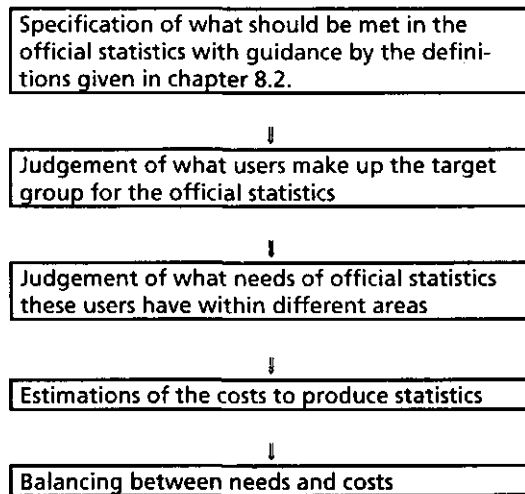 Specification of what should be met in the
official statistics with guidance by the defini-
tions given in chapter 8.2.
⇓
Judgement of what users make up the target
group for the official statistics
⇓
Judgement of what needs of official statistics
these users have within different areas
⇓
Estimations of the costs to produce statistics
⇓
Balancing between needs and costs